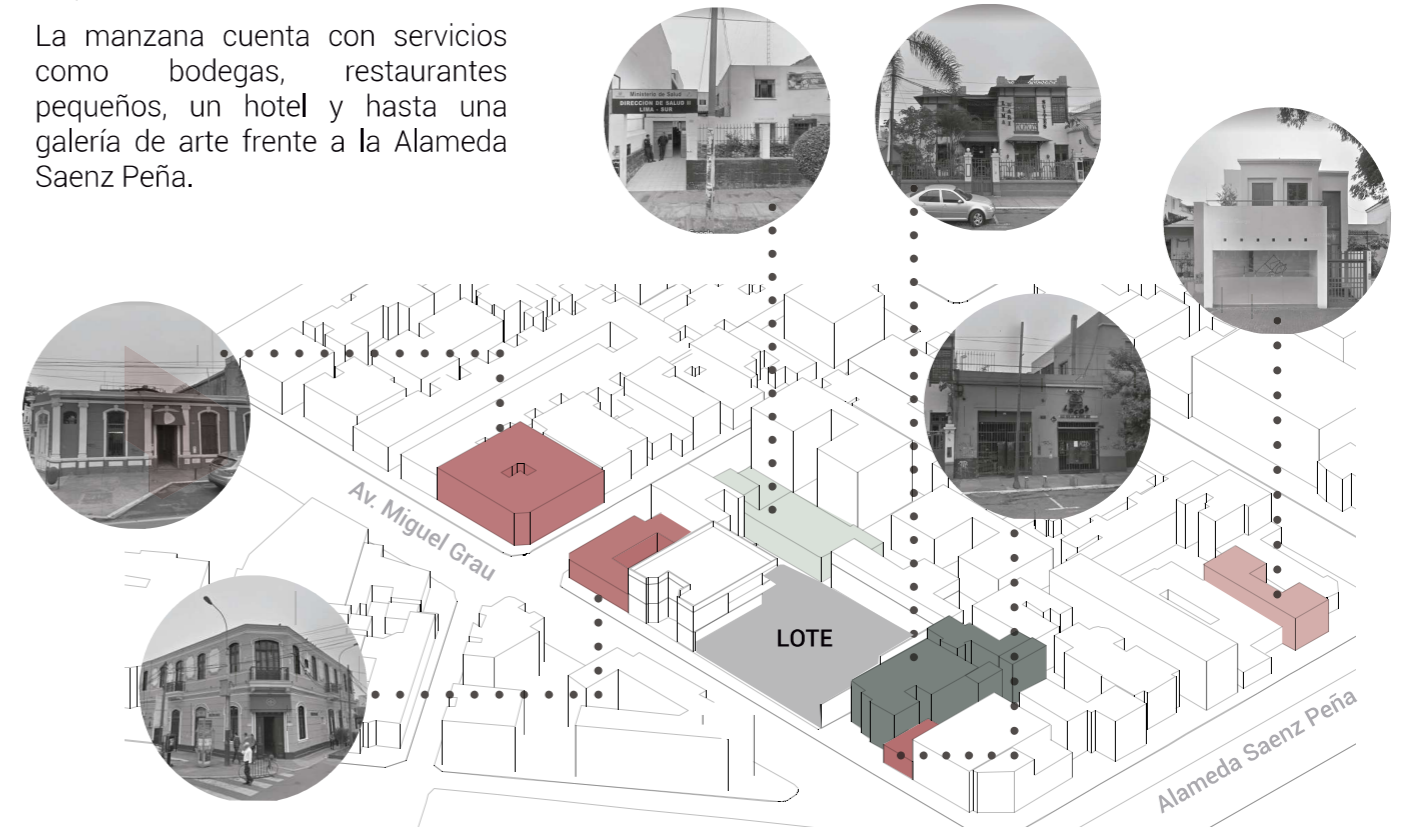 La manzana cuenta con servicios
como bodegas, restaurantes
pequeños, un hotel y hasta una
galería de arte frente a la Alameda
Saenz Peña.
Ministerio de Salud
DIRECCION DE SALUD II
LIMA - SUR
Av. Miguel Grau
LOTE
Alameda Saenz Peña